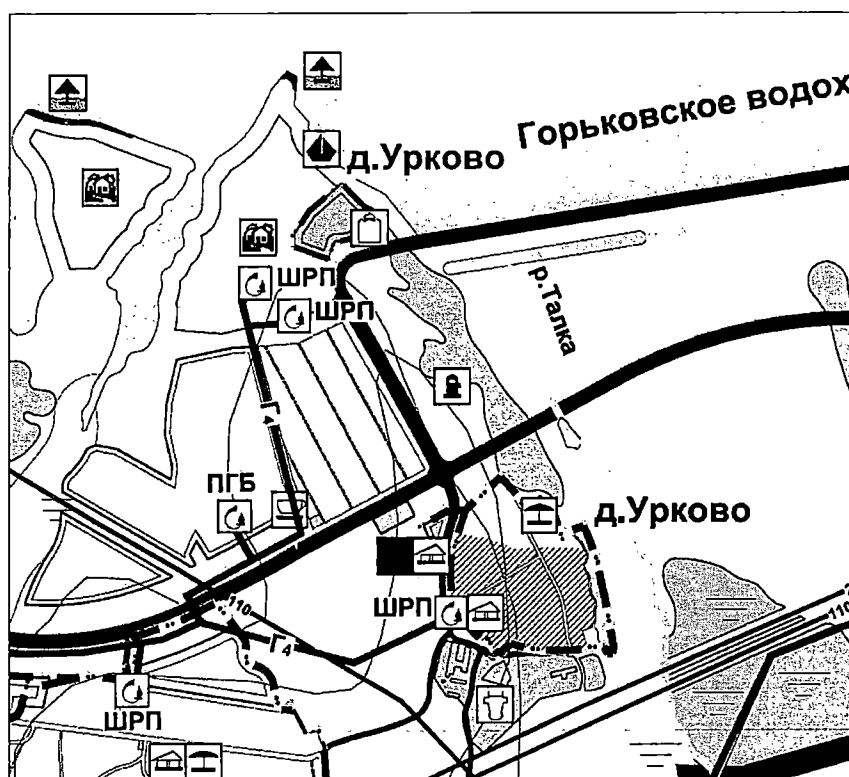 Горьковское водох
д.Урково
ШРП
ШРП
р.Талка
Г4
ПГБ
д.Урково
ШРП
110
Г4
110
ШРП